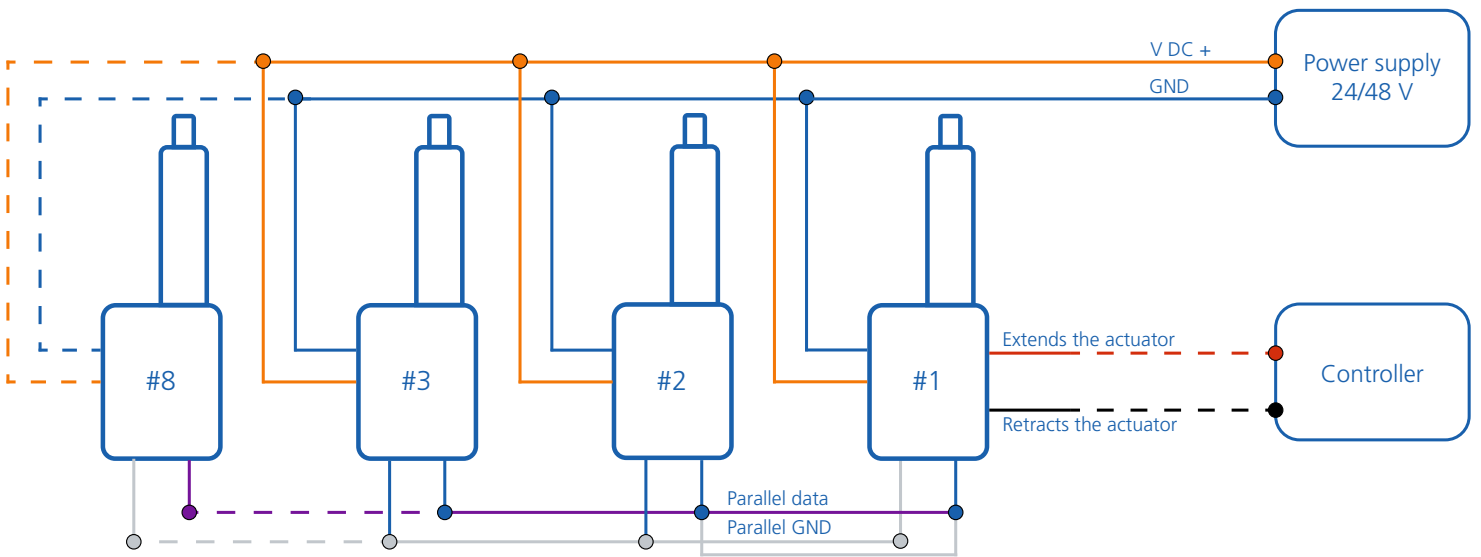 V DC +
GND
Power supply
24/48 V
#8
#3
#2
#1
Extends the actuator
Retracts the actuator
Controller
Parallel data
Parallel GND